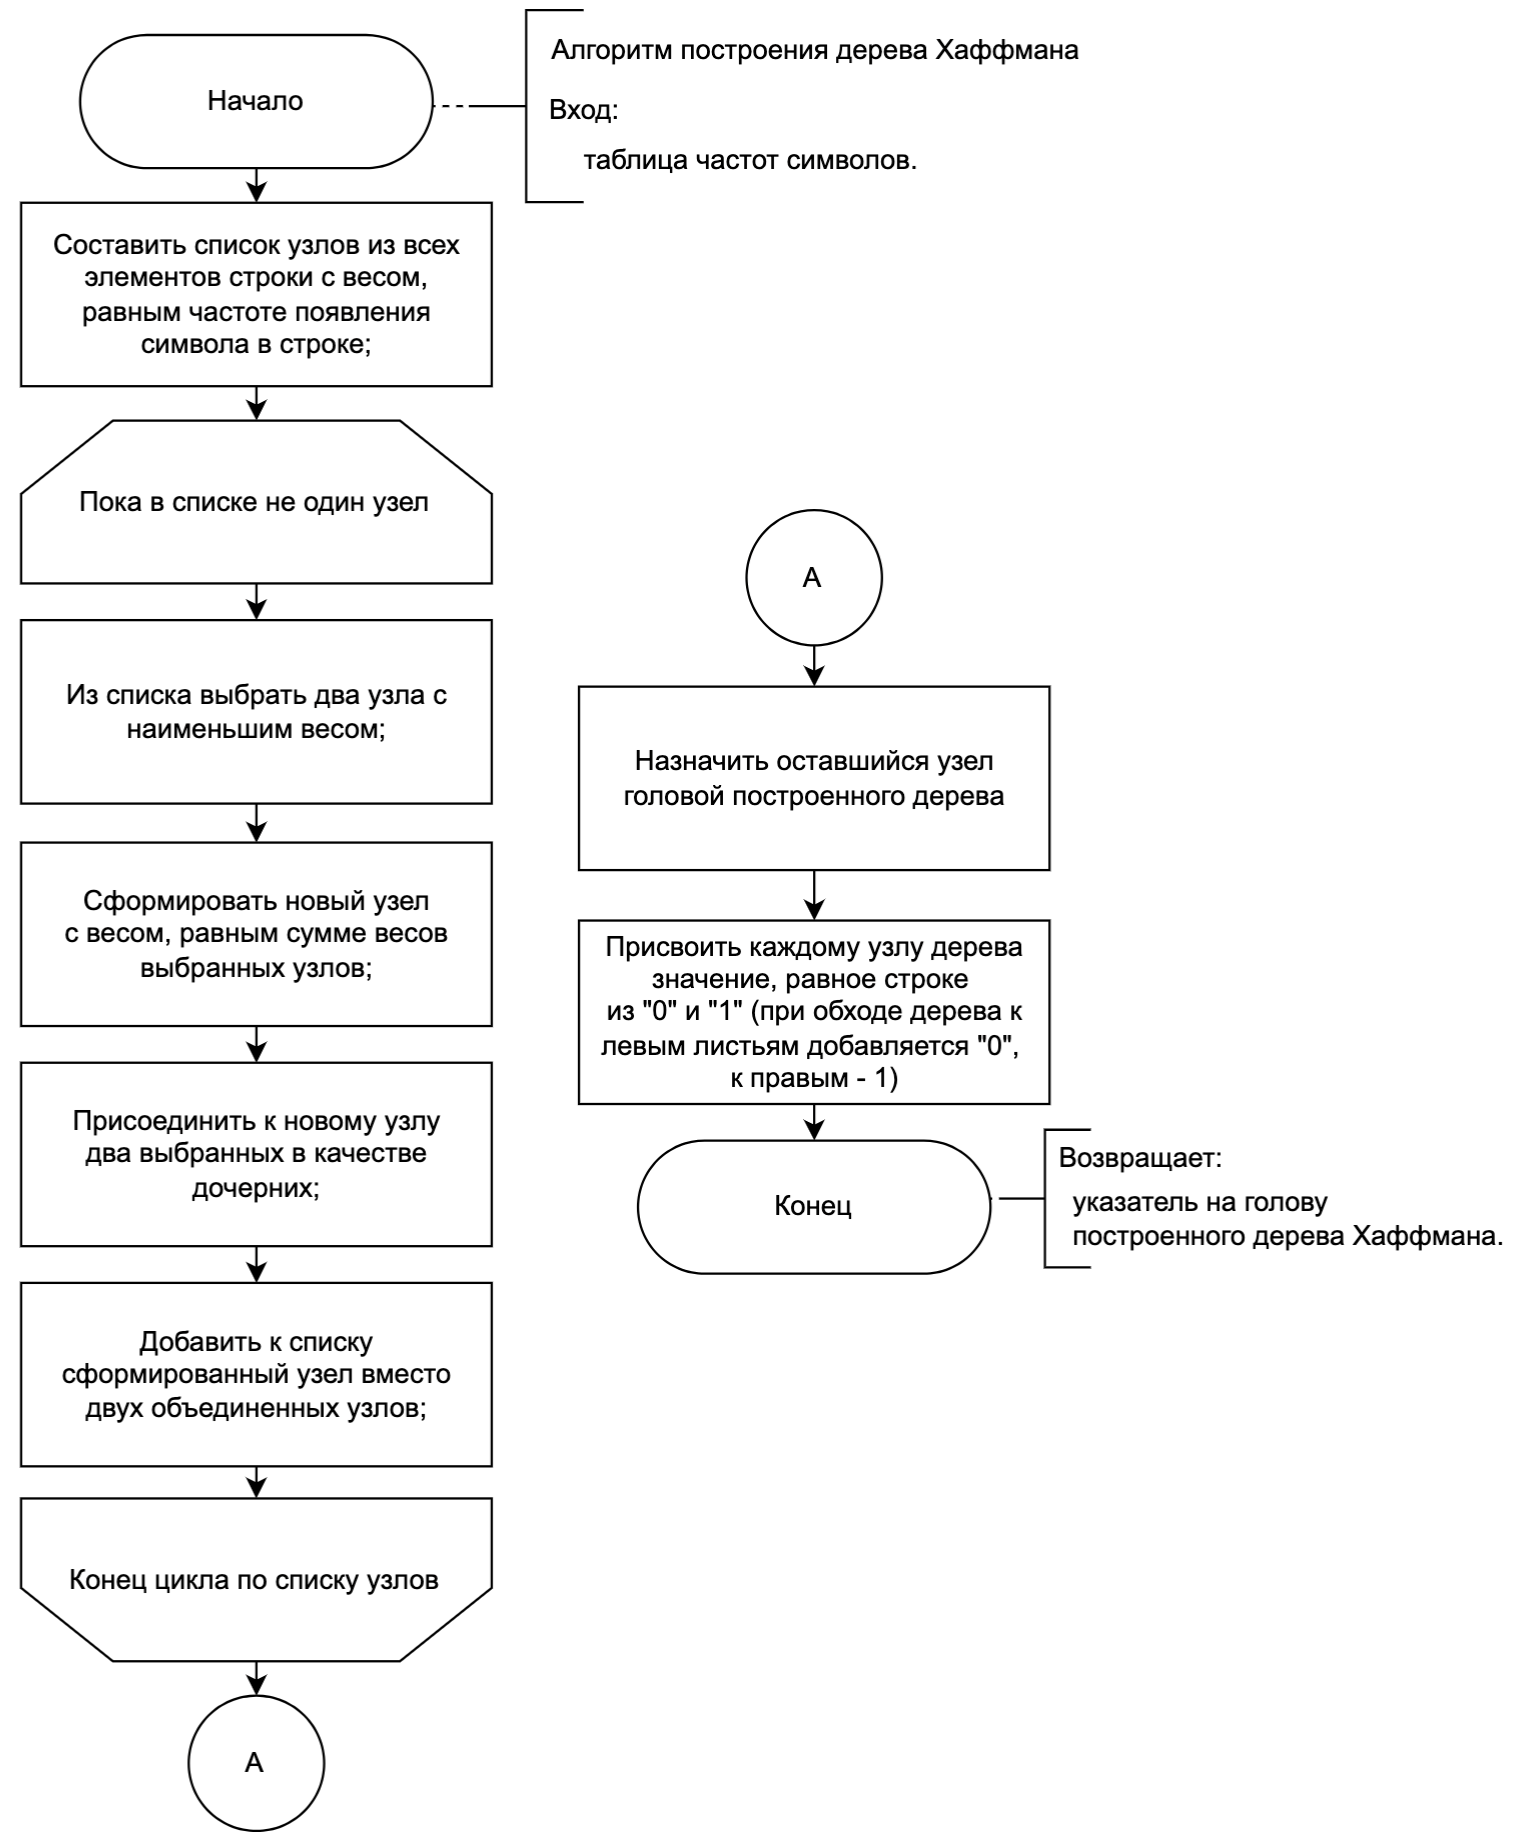 Начало
Алгоритм построения дерева Хаффмана
Вход:
таблица частот символов.
Составить список узлов из всех
элементов строки с весом,
равным частоте появления
символа в строке;
Пока в списке не один узел
Из списка выбрать два узла с
наименьшим весом;
Сформировать новый узел
с весом, равным сумме весов
выбранных узлов;
Присоединить к новому узлу
два выбранных в качестве
дочерних;
Добавить к списку
сформированный узел вместо
двух объединенных узлов;
Конец цикла по списку узлов
А
А
Назначить оставшийся узел
головой построенного дерева
Присвоить каждому узлу дерева
значение, равное строке
из "0" и "1" (при обходе дерева к
левым листьям добавляется "0",
к правым - 1)
Конец
Возвращает:
указатель на голову
построенного дерева Хаффмана.